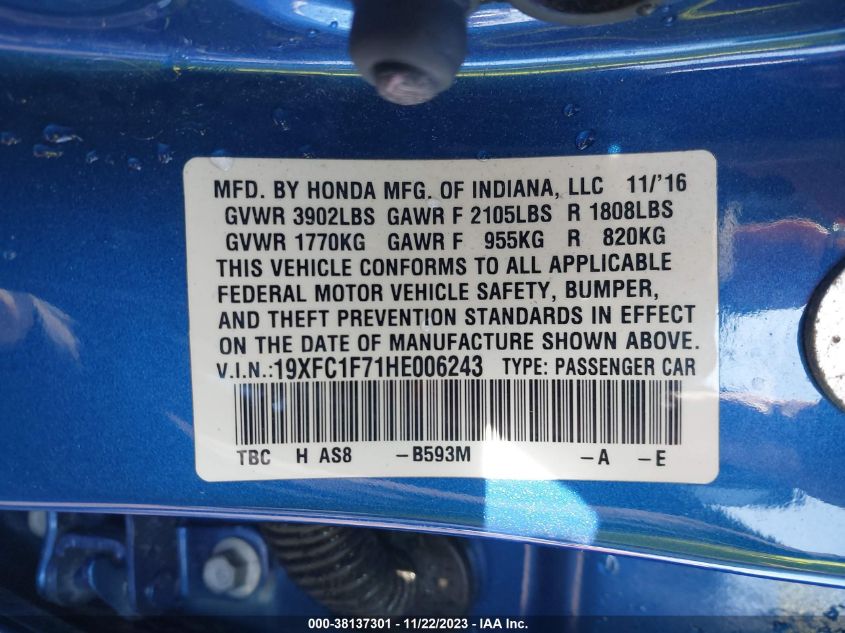 MFD. BY HONDA MFG. OF INDIANA, LLC 11/'16
GVWR 3902LBS GAWR F 2105LBS R 1808LBS
GVWR 1770KG GAWR F 955KG R 820KG
THIS VEHICLE CONFORMS TO ALL APPLICABLE
FEDERAL MOTOR VEHICLE SAFETY, BUMPER,
AND THEFT PREVENTION STANDARDS IN EFFECT
ON THE DATE OF MANUFACTURE SHOWN ABOVE.
V.I.N.:19XFC1F71HE006243 TYPE: PASSENGER CAR
TBC H AS8 -B593M -A -E
000-38137301 - 11/22/2023 - IAA Inc.